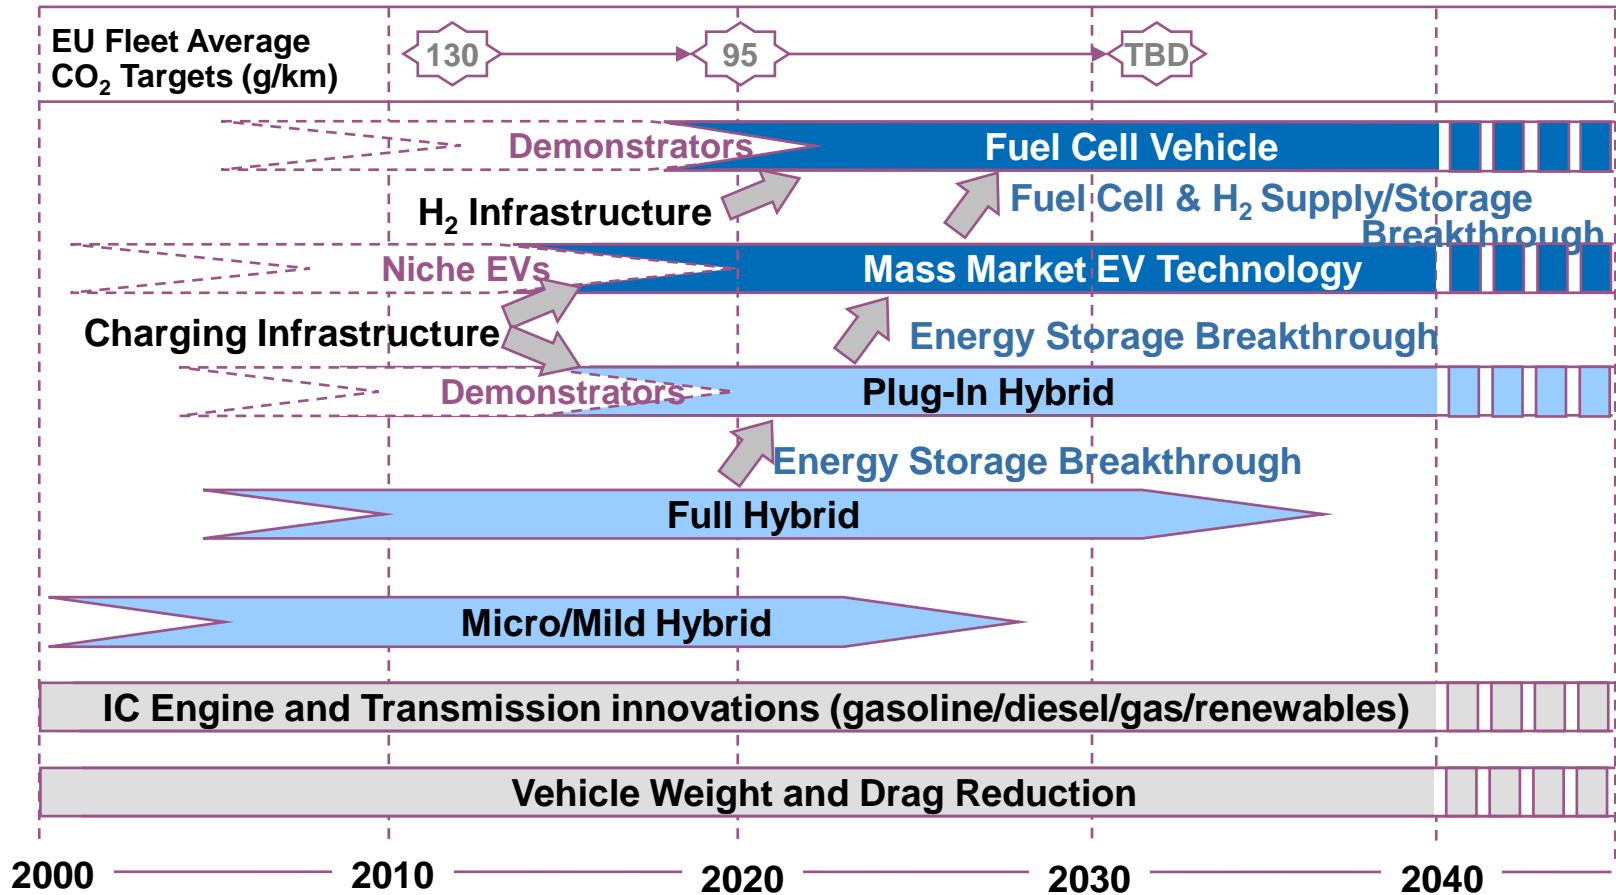 EU Fleet Average
CO₂ Targets (g/km)
130
95
TBD
Demonstrators
Fuel Cell Vehicle
H₂ Infrastructure
Fuel Cell & H₂ Supply/Storage
Breakthrough
Niche EVs
Mass Market EV Technology
Charging Infrastructure
Energy Storage Breakthrough
Demonstrators
Plug-In Hybrid
Energy Storage Breakthrough
Full Hybrid
Micro/Mild Hybrid
IC Engine and Transmission innovations (gasoline/diesel/gas/renewables)
Vehicle Weight and Drag Reduction
2000
2010
2020
2030
2040